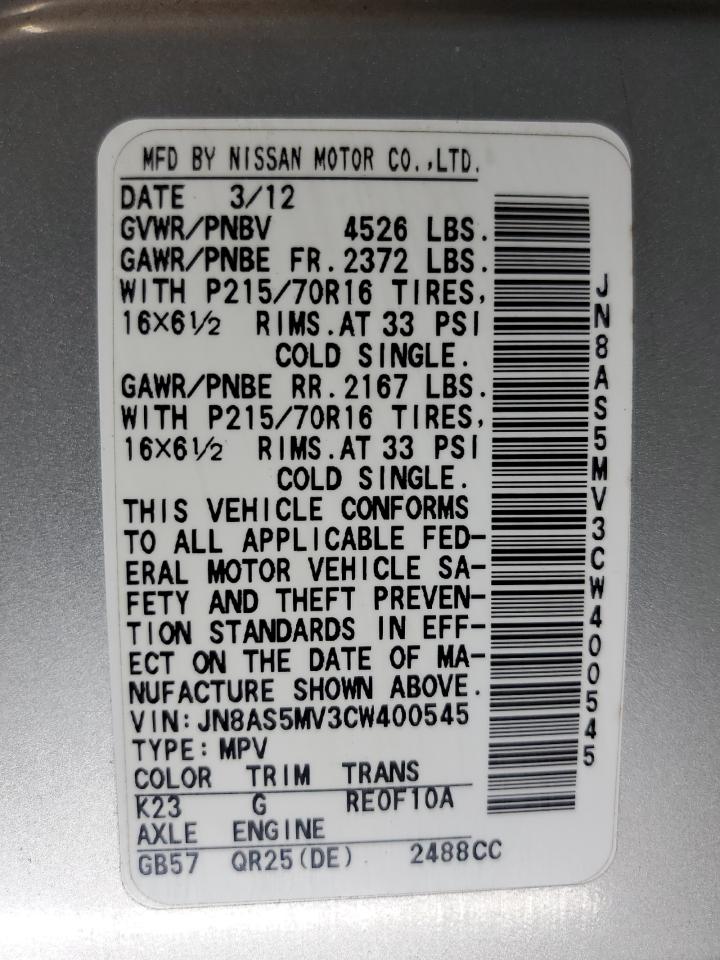 MFD BY NISSAN MOTOR CO.,LTD.
DATE 3/12
GVWR/PNBV 4526 LBS.
GAWR/PNBE FR. 2372 LBS.
WITH P215/70R16 TIRES,
16X6½ RIMS. AT 33 PSI
COLD SINGLE.
GAWR/PNBE RR. 2167 LBS.
WITH P215/70R16 TIRES,
16X6½ RIMS. AT 33 PSI
COLD SINGLE.
THIS VEHICLE CONFORMS
TO ALL APPLICABLE FED-
ERAL MOTOR VEHICLE SA-
FETY AND THEFT PREVEN-
TION STANDARDS IN EFF-
ECT ON THE DATE OF MA-
NUFACTURE SHOWN ABOVE.
VIN: JN8AS5MV3CW400545
TYPE: MPV
COLOR TRIM TRANS
K23 G RE0F10A
AXLE ENGINE
GB57 QR25(DE) 2488CC
JN8AS5MV3CW400545